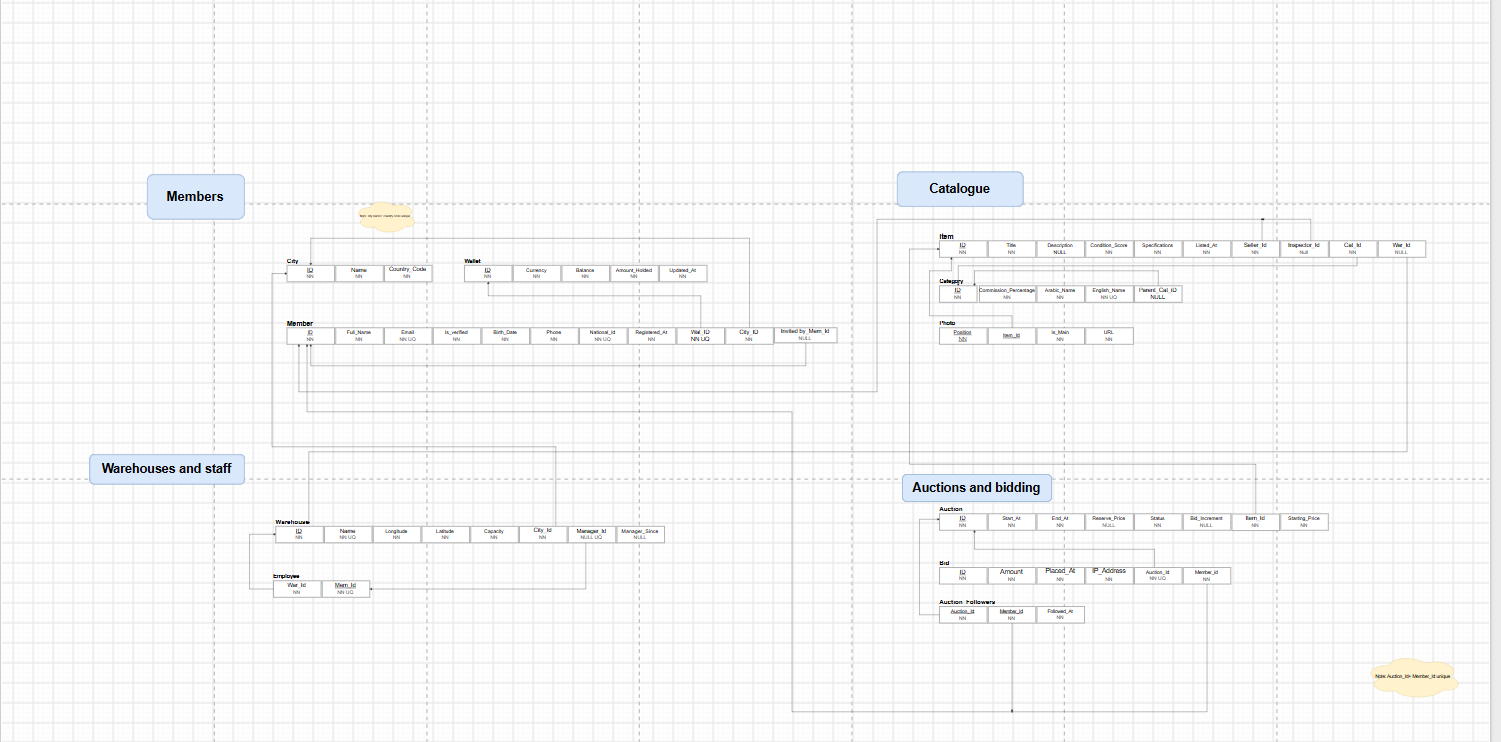 Members
City
ID Name Country_Code
NN NN NN
Wallet
ID Currency Balance Amount_Holded Updated_At
NN NN NN NN NN
Member
ID Full_Name Email Is_verified Birth_Date Phone National_Id Registered_At Wal_ID City_ID Invited by_Mem_Id
NN NN NN UQ NN NN NN NN UQ NN NN UQ NN NULL
Catalogue
Item
ID Title Description Condition_Score Specifications Listed_At Seller_Id Inspector_Id Cat_Id War_Id
NN NN NULL NN NN NN NN Null NN NULL
Category
ID Commission_Percentage Arabic_Name English_Name Parent_Cat_ID
NN NN NN NN UQ NULL
Photo
Position Item_Id Is_Main URL
NN NN NN
Warehouses and staff
Warehouse
ID Name Longitude Latitude Capacity City_Id Manager_Id Manager_Since
NN NN UQ NN NN NN NN NULL UQ NULL
Employee
War_Id Mem_Id
NN NN UQ
Auctions and bidding
Auction
ID Start_At End_At Reserve_Price Status Bid_Increment Item_Id Starting_Price
NN NN NN NULL NN NULL NN NN
Bid
ID Amount Placed_At IP_Address Auction_Id Member_id
NN NN NN NN NN UQ NN
Auction_Followers
Auction_Id Member_Id Followed_At
NN NN NN
Note: Auction_Id+ Member_Id unique